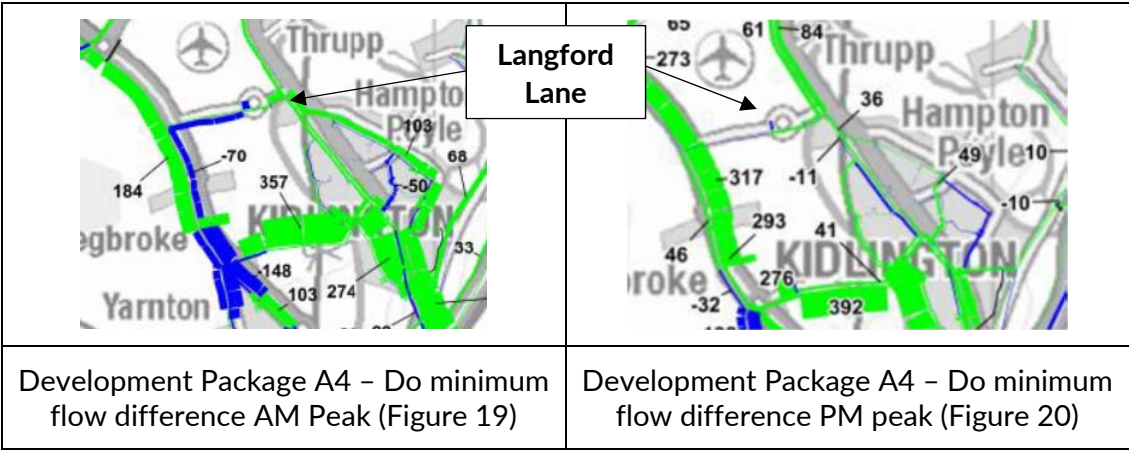 Thrupp
Langford
Lane
Hampto
Poyle
103
-70
184
357
-50
68
KIDLINGTON
egbroke
-148
33
Yarnton
103
274
65
61
84
-273
Thrupp
36
Hampton
Poyle
49
10
-317
-11
-10
293
46
41
KIDLINGTON
broke
276
-32
392
Development Package A4 – Do minimum
flow difference AM Peak (Figure 19)
Development Package A4 – Do minimum
flow difference PM peak (Figure 20)